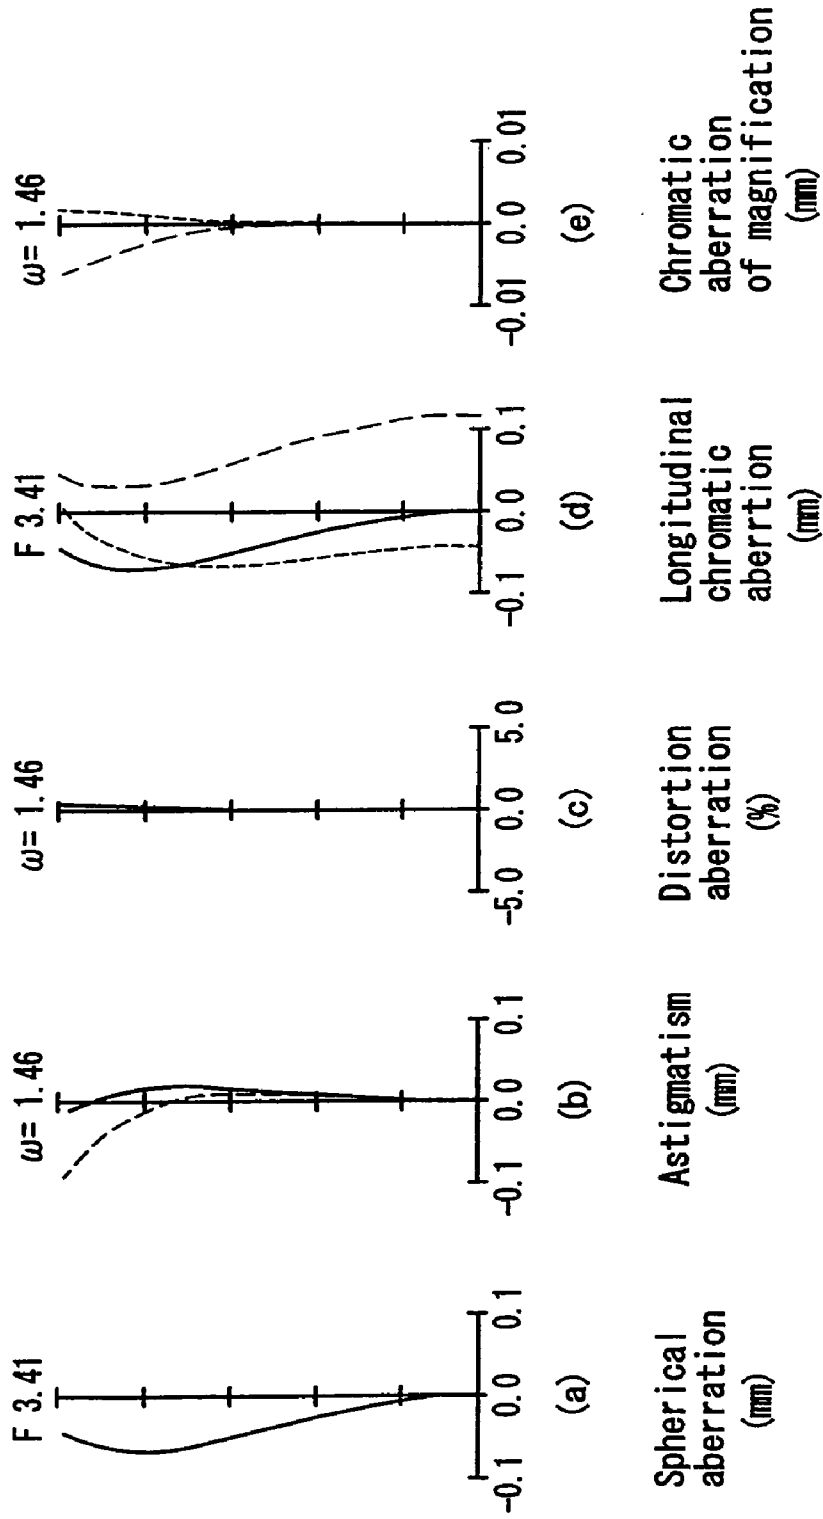 F 3.41
-0.1 0.0 0.1
(a)
Spherical
aberration
(mm)
ω= 1.46
-0.1 0.0 0.1
(b)
Astigmatism
(mm)
ω= 1.46
-5.0 0.0 5.0
(c)
Distortion
aberration
(%)
F 3.41
-0.1 0.0 0.1
(d)
Longitudinal
chromatic
aberrtion
(mm)
ω= 1.46
-0.01 0.0 0.01
(e)
Chromatic
aberration
of magnification
(mm)